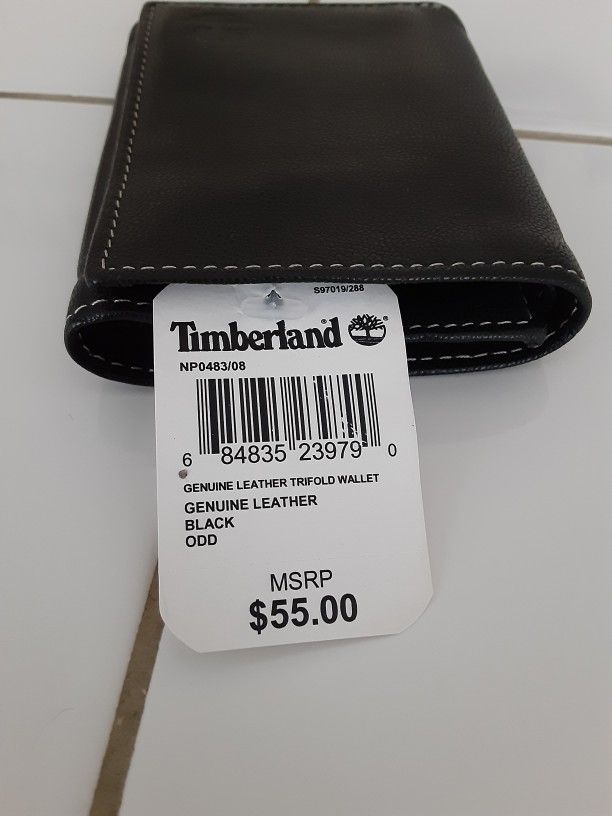 S97019/288
Timberland®
NP0483/08
6 84835 23979 0
GENUINE LEATHER TRIFOLD WALLET
GENUINE LEATHER
BLACK
ODD
MSRP
$55.00